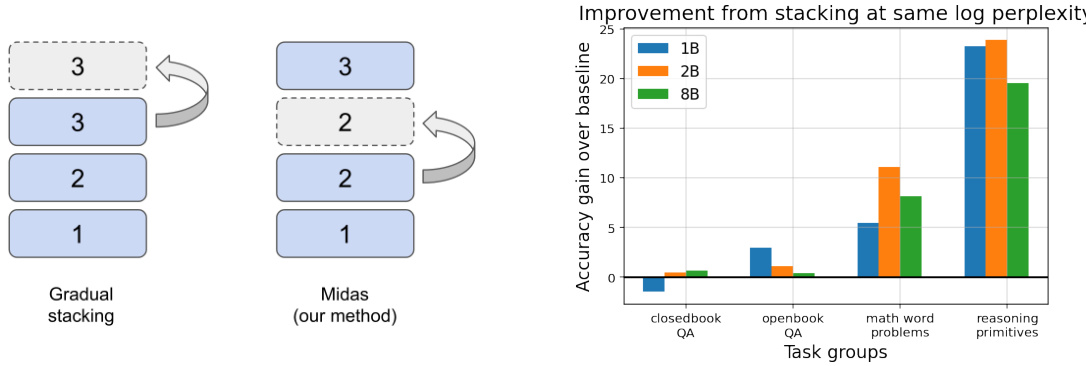 3
3
2
1
Gradual
stacking
3
2
2
1
Midas
(our method)
Improvement from stacking at same log perplexity
Accuracy gain over baseline
25
20
15
10
5
0
1B
2B
8B
closedbook
QA
openbook
QA
math word
problems
reasoning
primitives
Task groups